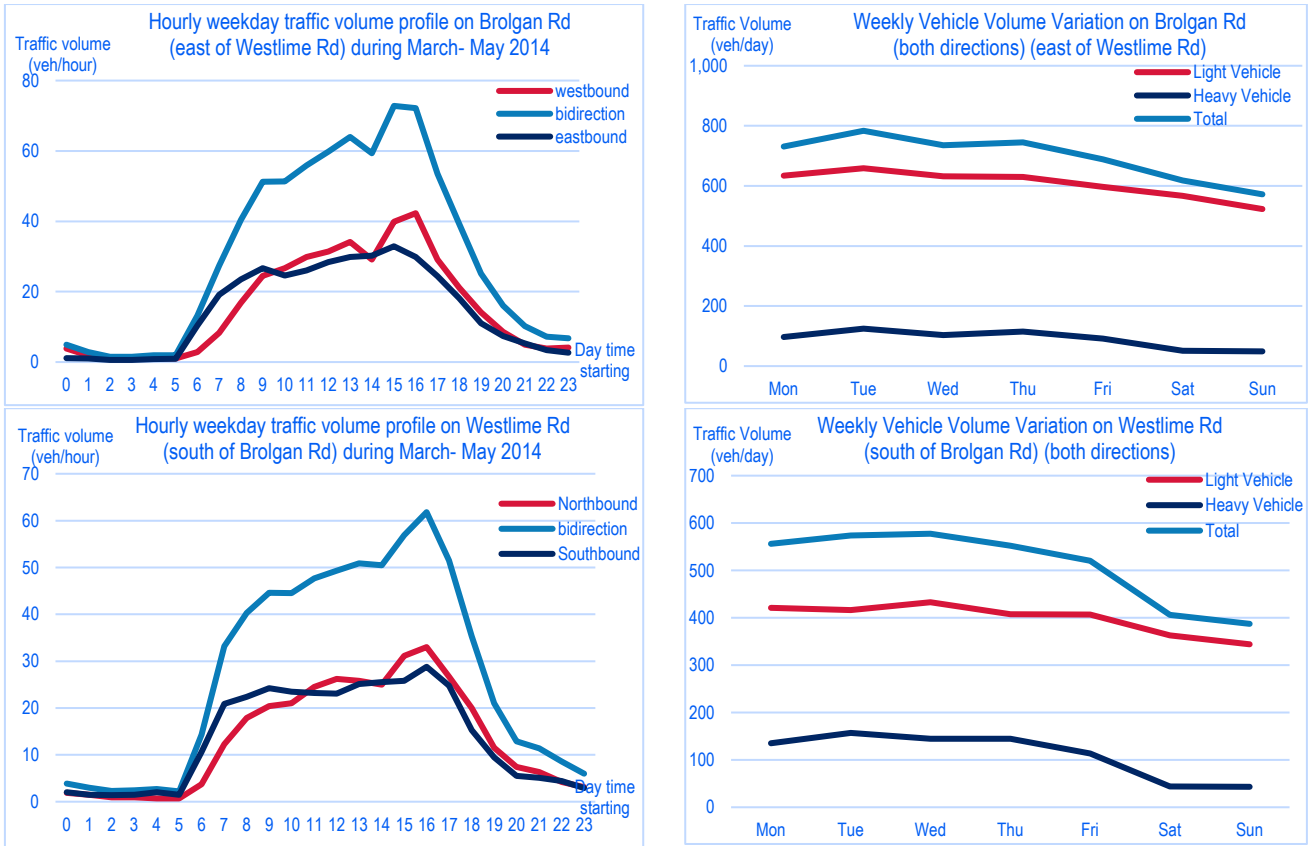 Hourly weekday traffic volume profile on Brolgan Rd
(east of Westlime Rd) during March- May 2014
Traffic volume
(veh/hour)
80
60
40
20
0
westbound
bidirection
eastbound
Day time
starting
0 1 2 3 4 5 6 7 8 9 10 11 12 13 14 15 16 17 18 19 20 21 22 23
Weekly Vehicle Volume Variation on Brolgan Rd
(both directions) (east of Westlime Rd)
Traffic Volume
(veh/day)
1,000
800
600
400
200
0
Light Vehicle
Heavy Vehicle
Total
Mon Tue Wed Thu Fri Sat Sun
Hourly weekday traffic volume profile on Westlime Rd
(south of Brolgan Rd) during March- May 2014
Traffic volume
(veh/hour)
70
60
50
40
30
20
10
0
Northbound
bidirection
Southbound
Day time
starting
0 1 2 3 4 5 6 7 8 9 10 11 12 13 14 15 16 17 18 19 20 21 22 23
Weekly Vehicle Volume Variation on Westlime Rd
(south of Brolgan Rd) (both directions)
Traffic Volume
(veh/day)
700
600
500
400
300
200
100
0
Light Vehicle
Heavy Vehicle
Total
Mon Tue Wed Thu Fri Sat Sun